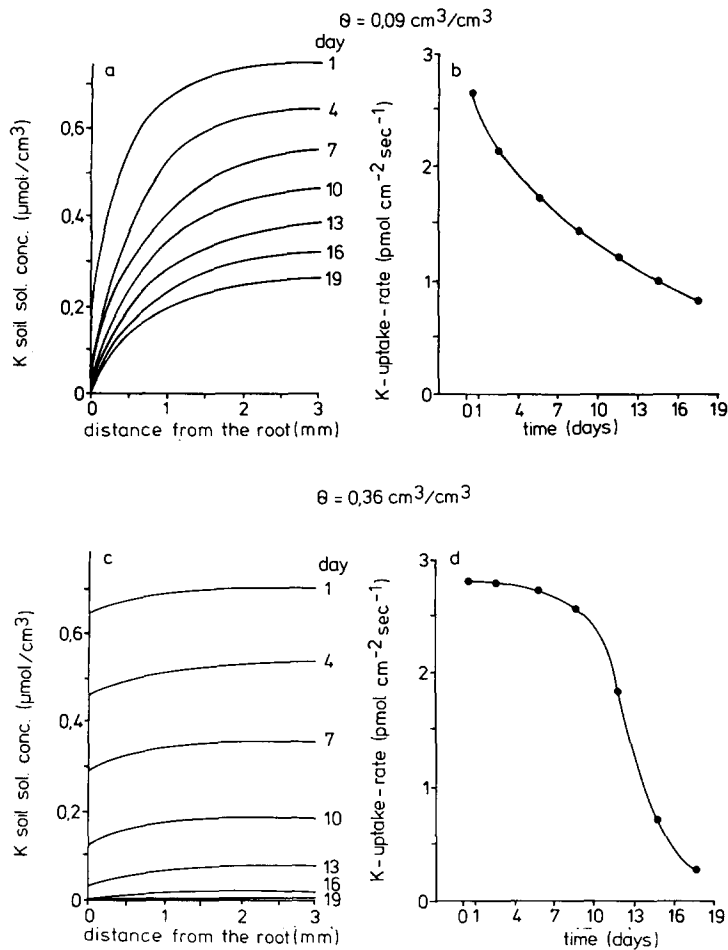 θ = 0,09 cm³/cm³
a
day
1
4
7
10
13
16
19
K soil sol. conc. (μmol/cm³)
0,6
0,4
0,2
0
0 1 2 3
distance from the root (mm)
b
K-uptake-rate (pmol cm⁻² sec⁻¹)
3
2
1
0
0 1 4 7 10 13 16 19
time (days)
θ = 0,36 cm³/cm³
c
day
1
4
7
10
13
16
19
K soil sol. conc. (μmol/cm³)
0,6
0,4
0,2
0
0 1 2 3
distance from the root (mm)
d
K-uptake-rate (pmol cm⁻² sec⁻¹)
3
2
1
0
0 1 4 7 10 13 16 19
time (days)